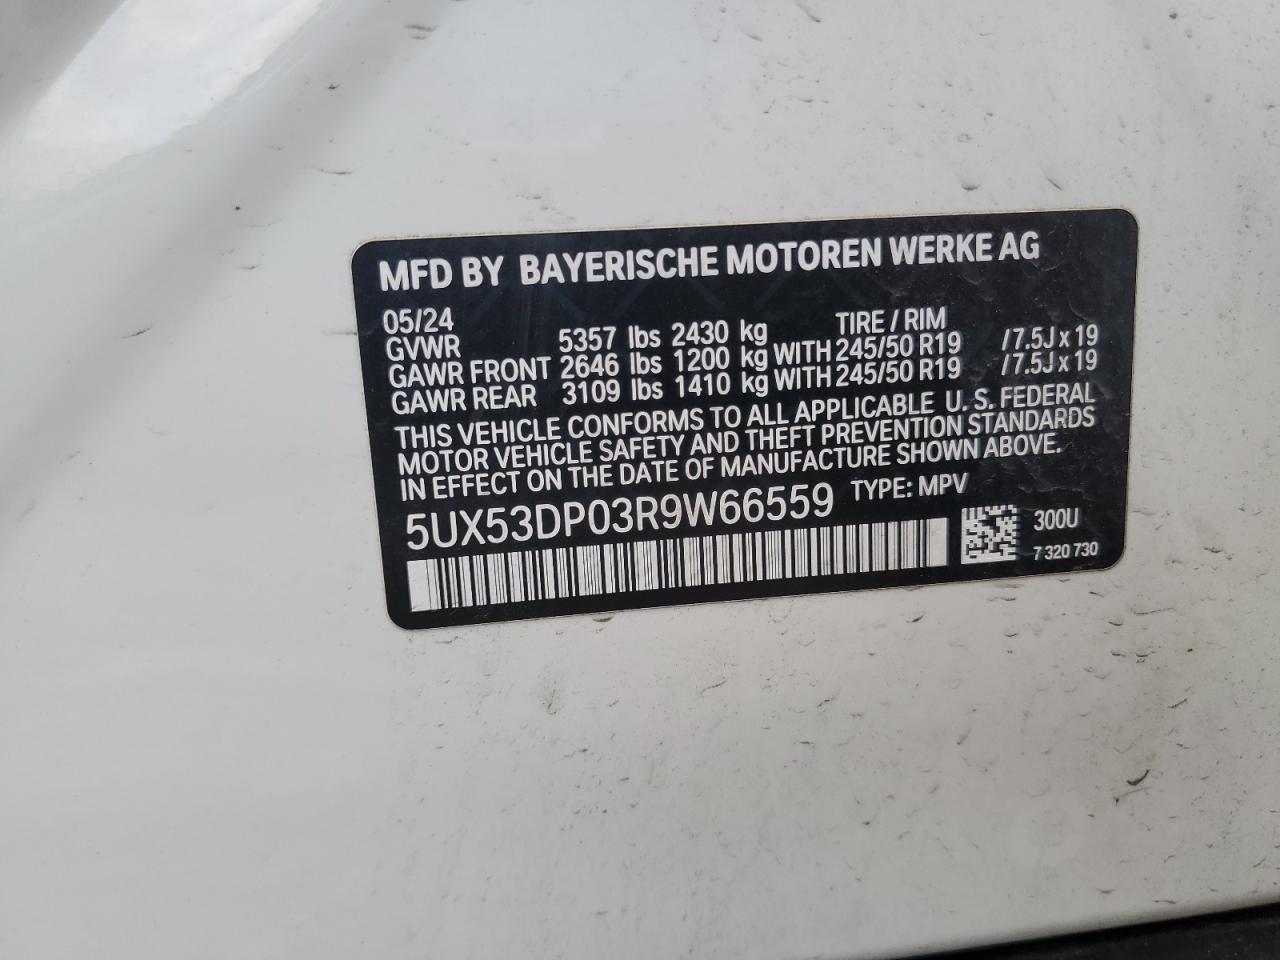 MFD BY BAYERISCHE MOTOREN WERKE AG
05/24 TIRE / RIM
GVWR 5357 lbs 2430 kg
GAWR FRONT 2646 lbs 1200 kg WITH 245/50 R19 /7.5J x 19
GAWR REAR 3109 lbs 1410 kg WITH 245/50 R19 /7.5J x 19
THIS VEHICLE CONFORMS TO ALL APPLICABLE U. S. FEDERAL
MOTOR VEHICLE SAFETY AND THEFT PREVENTION STANDARDS
IN EFFECT ON THE DATE OF MANUFACTURE SHOWN ABOVE.
5UX53DP03R9W66559 TYPE: MPV
300U
7 320 730